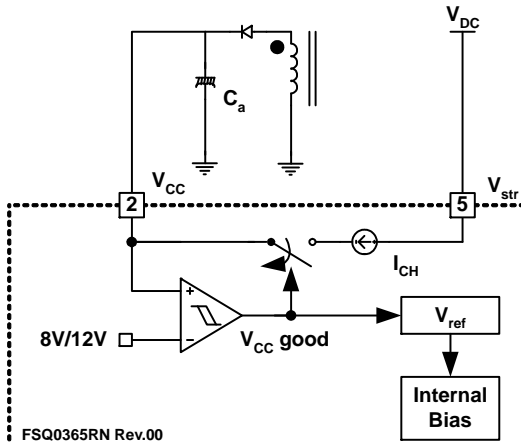 V_DC
C_a
V_CC
V_str
2
5
I_CH
+
8V/12V
−
V_CC good
V_ref
Internal
Bias
FSQ0365RN Rev.00